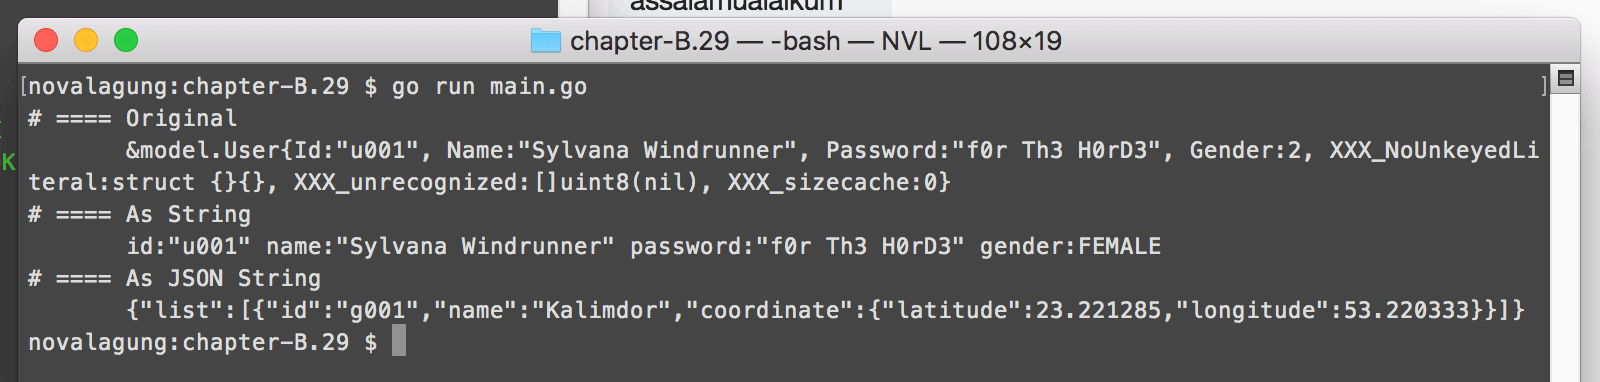 assalamualaikum
chapter-B.29 — -bash — NVL — 108×19
[novalagung:chapter-B.29 $ go run main.go ]
# ==== Original
&model.User{Id:"u001", Name:"Sylvana Windrunner", Password:"f0r Th3 H0rD3", Gender:2, XXX_NoUnkeyedLi
teral:struct {}{}, XXX_unrecognized:[]uint8(nil), XXX_sizecache:0}
K
# ==== As String
id:"u001" name:"Sylvana Windrunner" password:"f0r Th3 H0rD3" gender:FEMALE
# ==== As JSON String
{"list":[{"id":"g001","name":"Kalimdor","coordinate":{"latitude":23.221285,"longitude":53.220333}}]}
novalagung:chapter-B.29 $